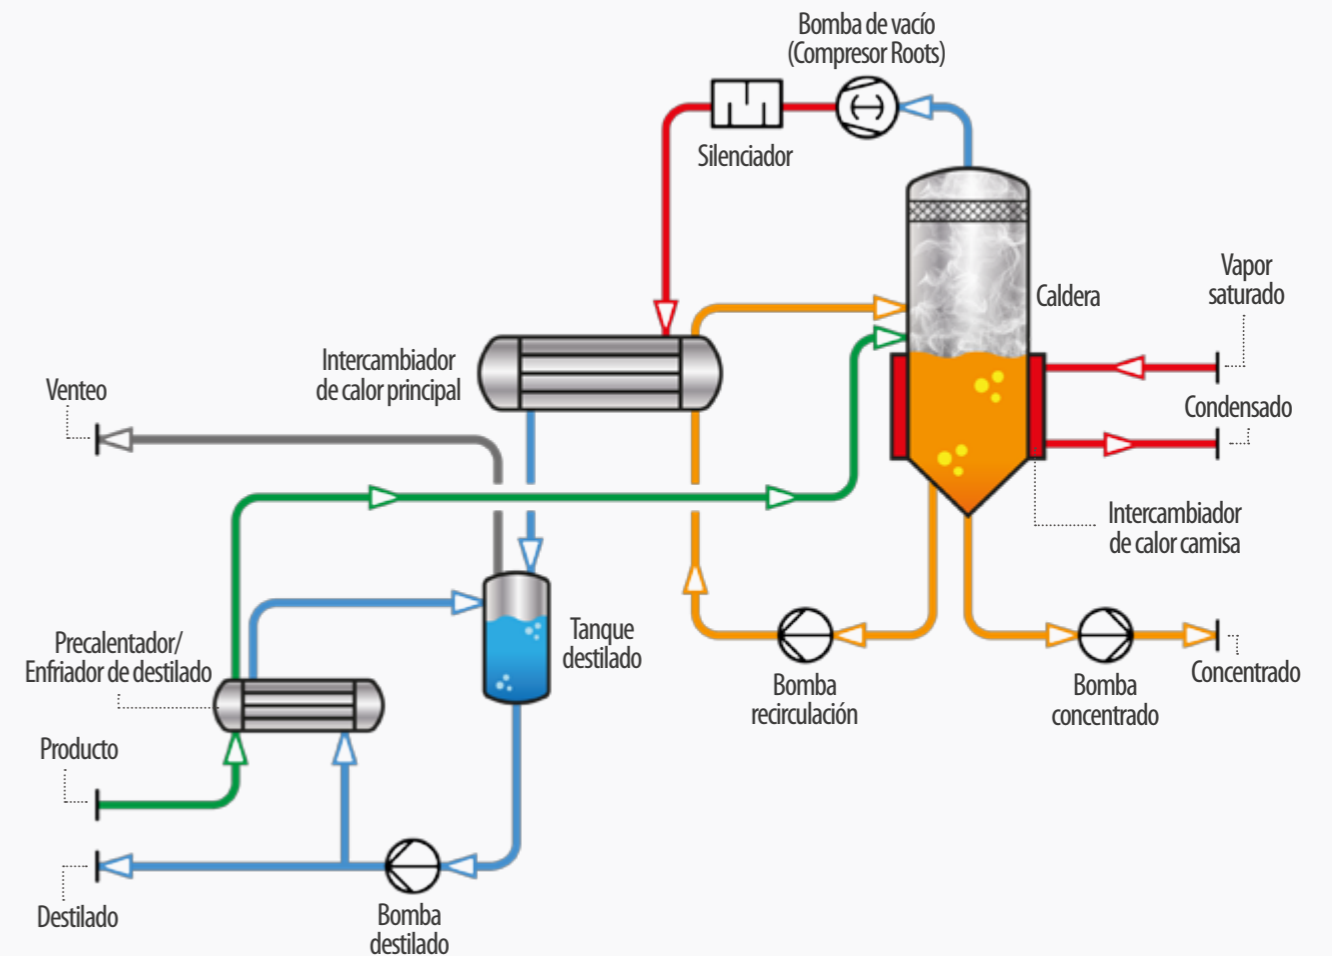 Bomba de vacío
(Compresor Roots)
Silenciador
Vapor
saturado
Caldera
Intercambiador
de calor principal
Venteo
Condensado
Intercambiador
de calor camisa
Precalentador/
Enfriador de destilado
Tanque
destilado
Concentrado
Bomba
recirculación
Bomba
concentrado
Producto
Destilado
Bomba
destilado